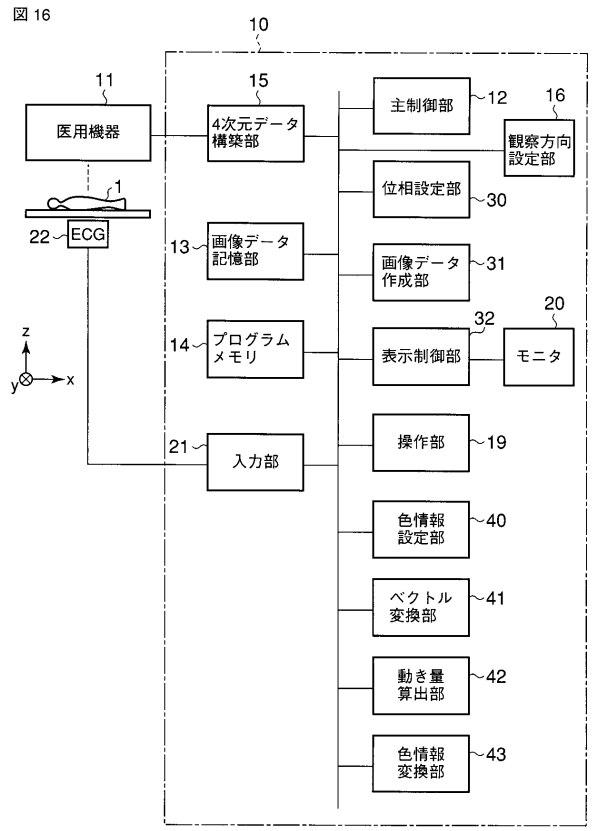 図 16
10
11
医用機器
15
4次元データ
構築部
主制御部
12
16
観察方向
設定部
1
22
ECG
位相設定部
30
13
画像データ
記憶部
画像データ
作成部
31
14
プログラム
メモリ
32
表示制御部
20
モニタ
z
y
x
21
入力部
操作部
19
色情報
設定部
40
ベクトル
変換部
41
動き量
算出部
42
色情報
変換部
43